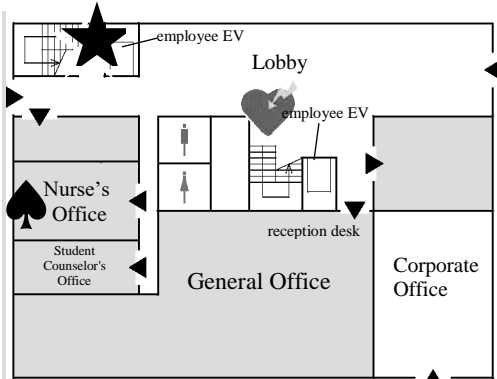 employee EV
Lobby
employee EV
Nurse's
Office
reception desk
Student
Counselor's
Office
General Office
Corporate
Office